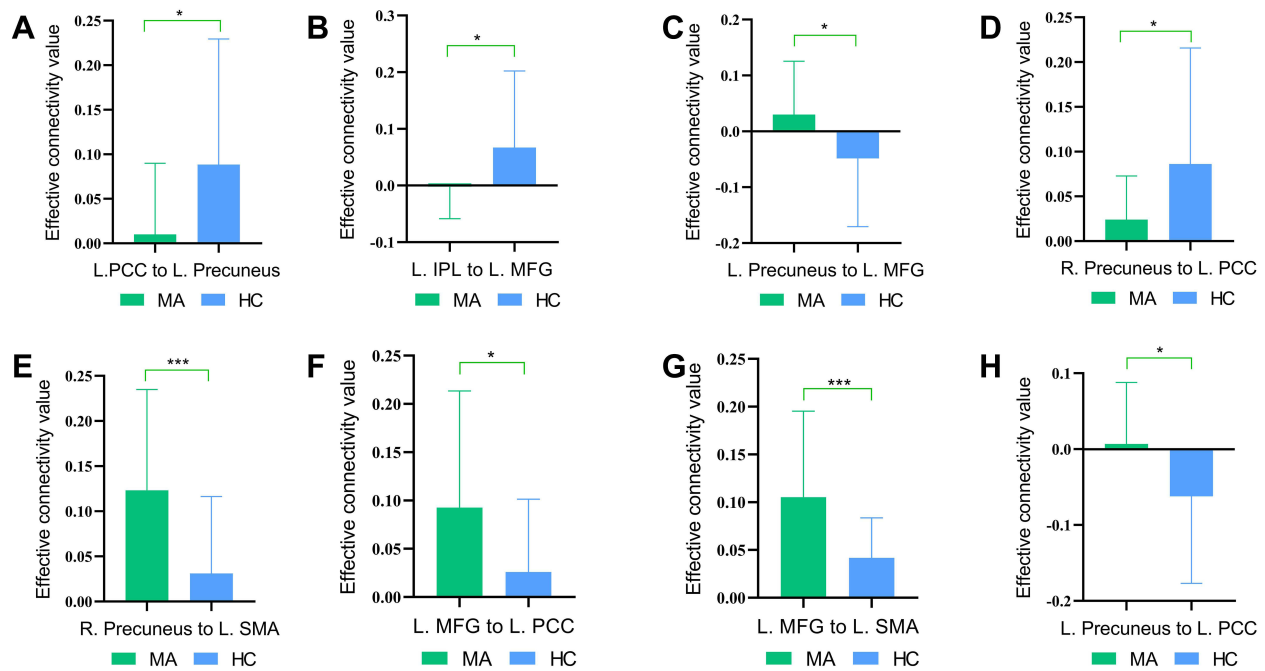 A
Effective connectivity value
0.25
0.20
0.15
0.10
0.05
0.00
*
L.PCC to L. Precuneus
MA HC
B
Effective connectivity value
0.3
0.2
0.1
0.0
-0.1
*
L. IPL to L. MFG
MA HC
C
Effective connectivity value
0.2
0.1
0.0
-0.1
-0.2
*
L. Precuneus to L. MFG
MA HC
D
Effective connectivity value
0.25
0.20
0.15
0.10
0.05
0.00
*
R. Precuneus to L. PCC
MA HC
E
Effective connectivity value
0.25
0.20
0.15
0.10
0.05
0.00
***
R. Precuneus to L. SMA
MA HC
F
Effective connectivity value
0.25
0.20
0.15
0.10
0.05
0.00
*
L. MFG to L. PCC
MA HC
G
Effective connectivity value
0.25
0.20
0.15
0.10
0.05
0.00
***
L. MFG to L. SMA
MA HC
H
Effective connectivity value
0.1
0.0
-0.1
-0.2
*
L. Precuneus to L. PCC
MA HC